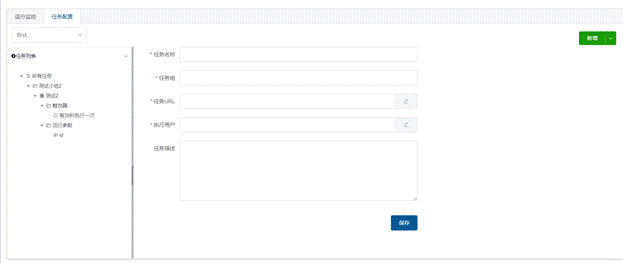 运行监控 任务配置
first
新增
任务列表
所有任务
测试小组2
测试2
触发器
每30秒执行一次
运行参数
id
* 任务名称
* 任务组
* 任务URL
* 执行用户
任务描述
保存